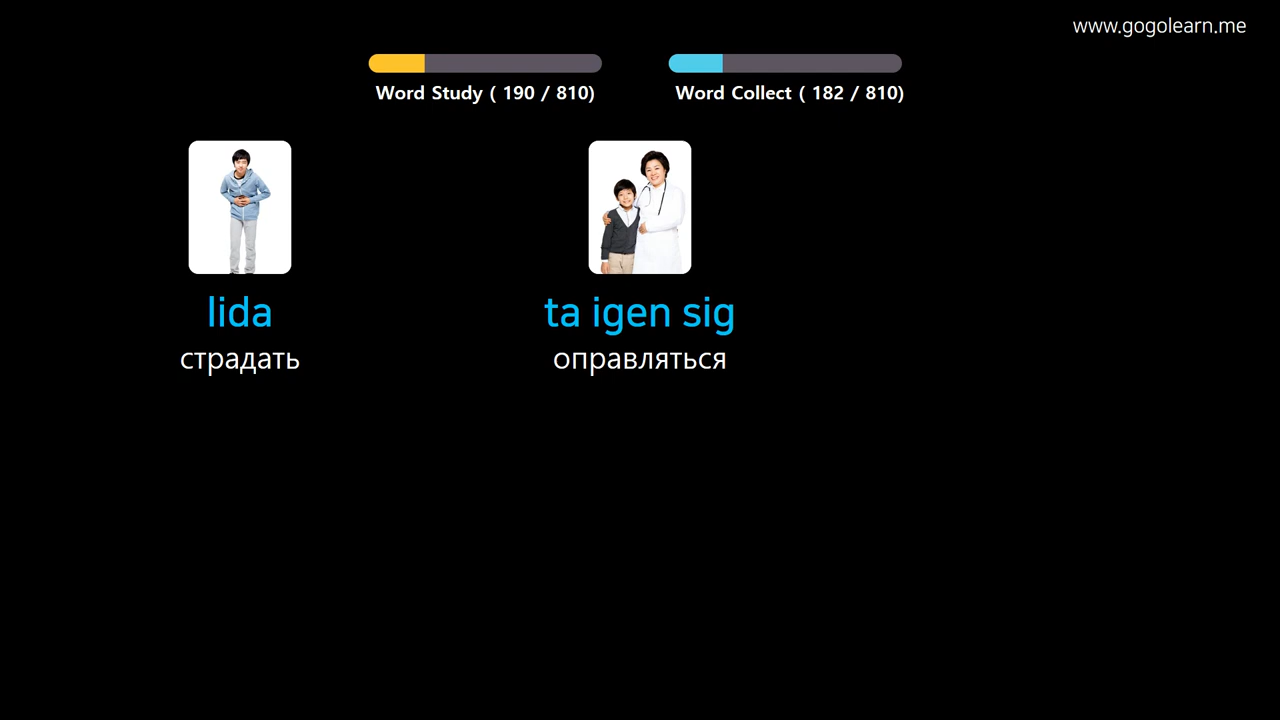 www.gogolearn.me
Word Study ( 190 / 810)
Word Collect ( 182 / 810)
lida
ta igen sig
страдать
оправляться